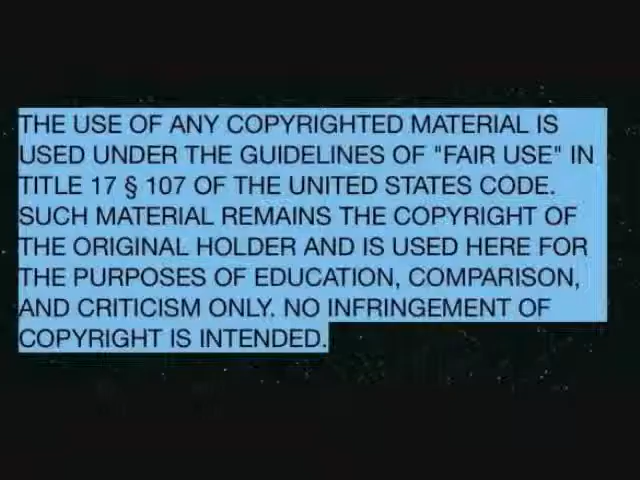 THE USE OF ANY COPYRIGHTED MATERIAL IS
USED UNDER THE GUIDELINES OF "FAIR USE" IN
TITLE 17 § 107 OF THE UNITED STATES CODE.
SUCH MATERIAL REMAINS THE COPYRIGHT OF
THE ORIGINAL HOLDER AND IS USED HERE FOR
THE PURPOSES OF EDUCATION, COMPARISON,
AND CRITICISM ONLY. NO INFRINGEMENT OF
COPYRIGHT IS INTENDED.